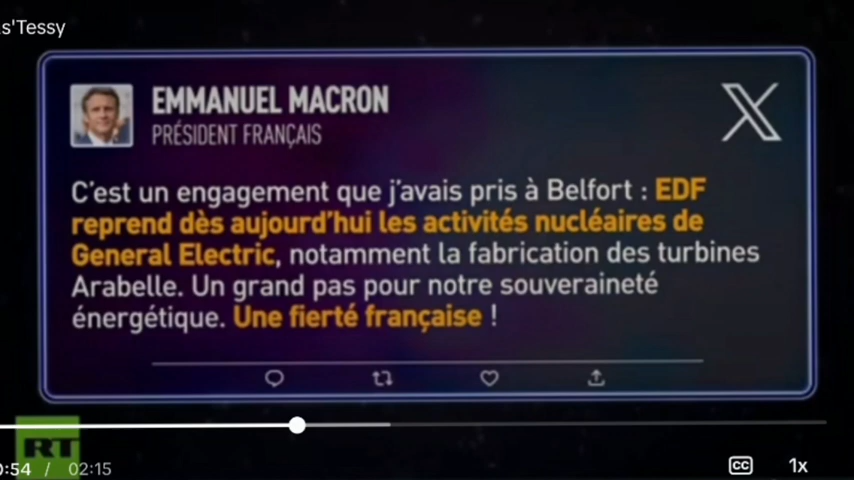 s'Tessy
EMMANUEL MACRON
PRÉSIDENT FRANÇAIS
C'est un engagement que j'avais pris à Belfort : EDF
reprend dès aujourd'hui les activités nucléaires de
General Electric, notamment la fabrication des turbines
Arabelle. Un grand pas pour notre souveraineté
énergétique. Une fierté française !
RT
0:54 / 02:15
CC
1x